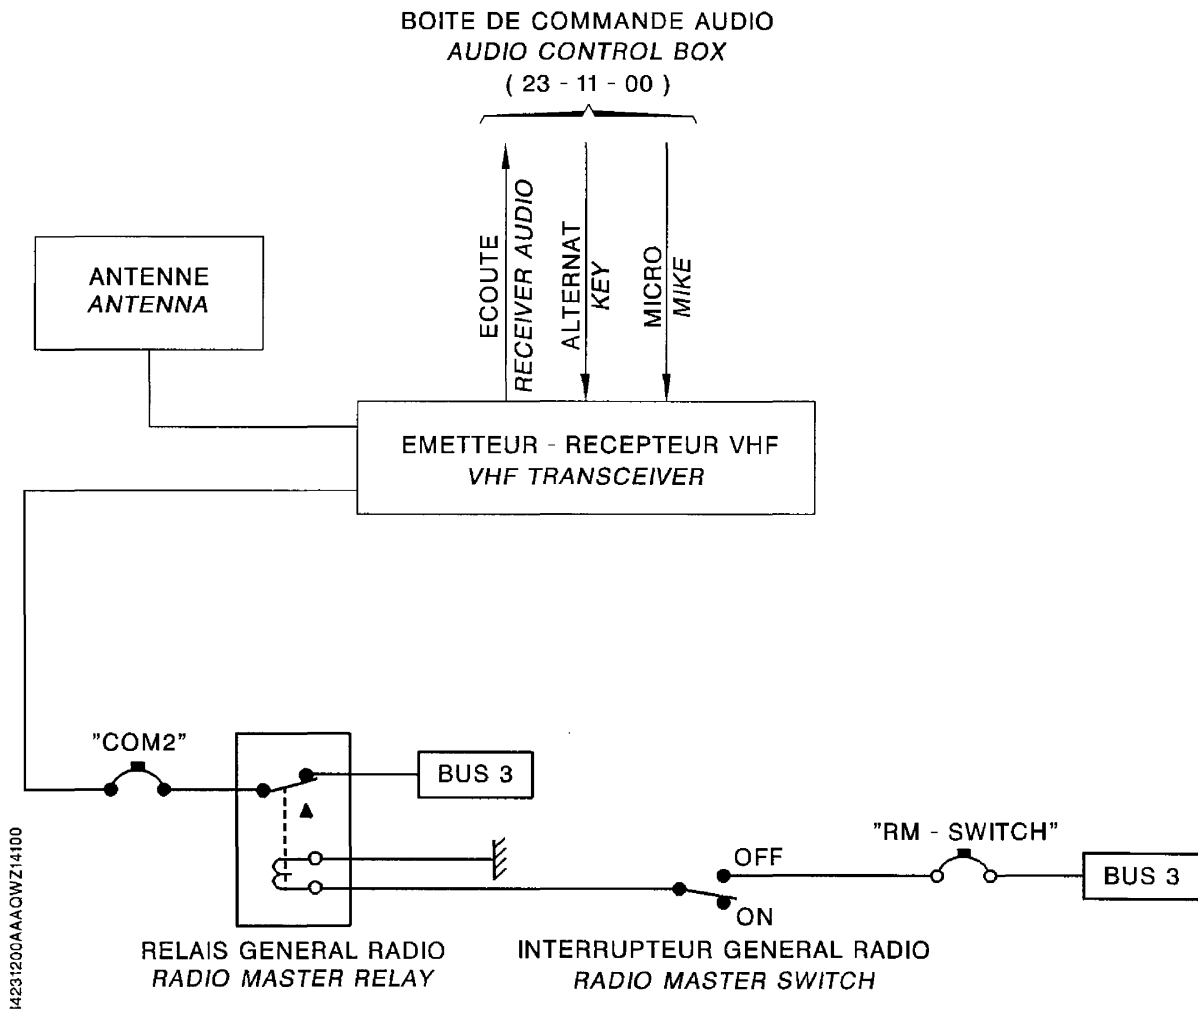 BOITE DE COMMANDE AUDIO
AUDIO CONTROL BOX
( 23 - 11 - 00 )
ECOUTE
RECEIVER AUDIO
ALTERNAT
KEY
MICRO
MIKE
ANTENNE
ANTENNA
EMETTEUR - RECEPTEUR VHF
VHF TRANSCEIVER
"COM2"
BUS 3
"RM - SWITCH"
OFF
BUS 3
ON
RELAIS GENERAL RADIO
RADIO MASTER RELAY
INTERRUPTEUR GENERAL RADIO
RADIO MASTER SWITCH
I4231200AAAQWZ14100